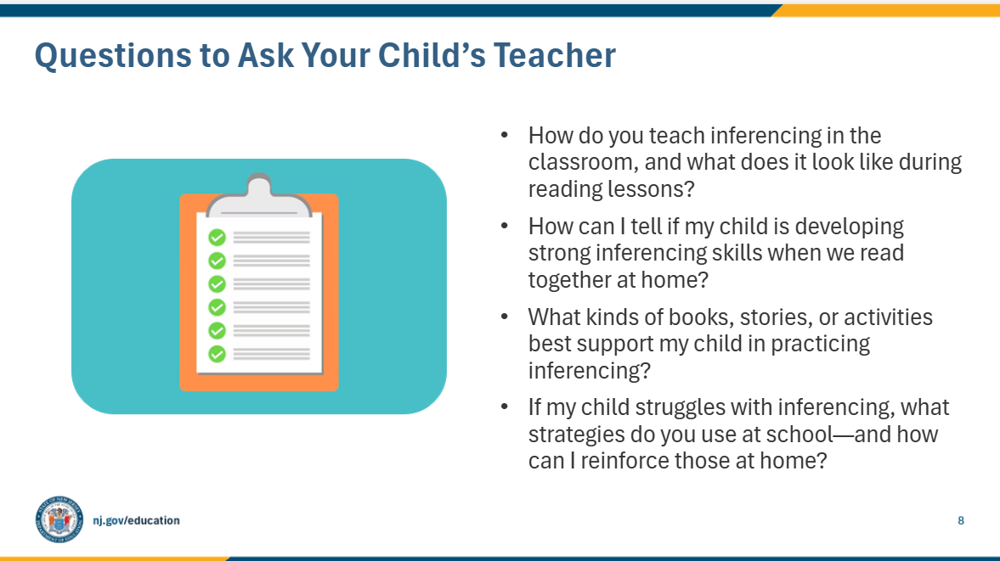 Questions to Ask Your Child’s Teacher
• How do you teach inferencing in the
classroom, and what does it look like during
reading lessons?
• How can I tell if my child is developing
strong inferencing skills when we read
together at home?
• What kinds of books, stories, or activities
best support my child in practicing
inferencing?
• If my child struggles with inferencing, what
strategies do you use at school—and how
can I reinforce those at home?
nj.gov/education
8